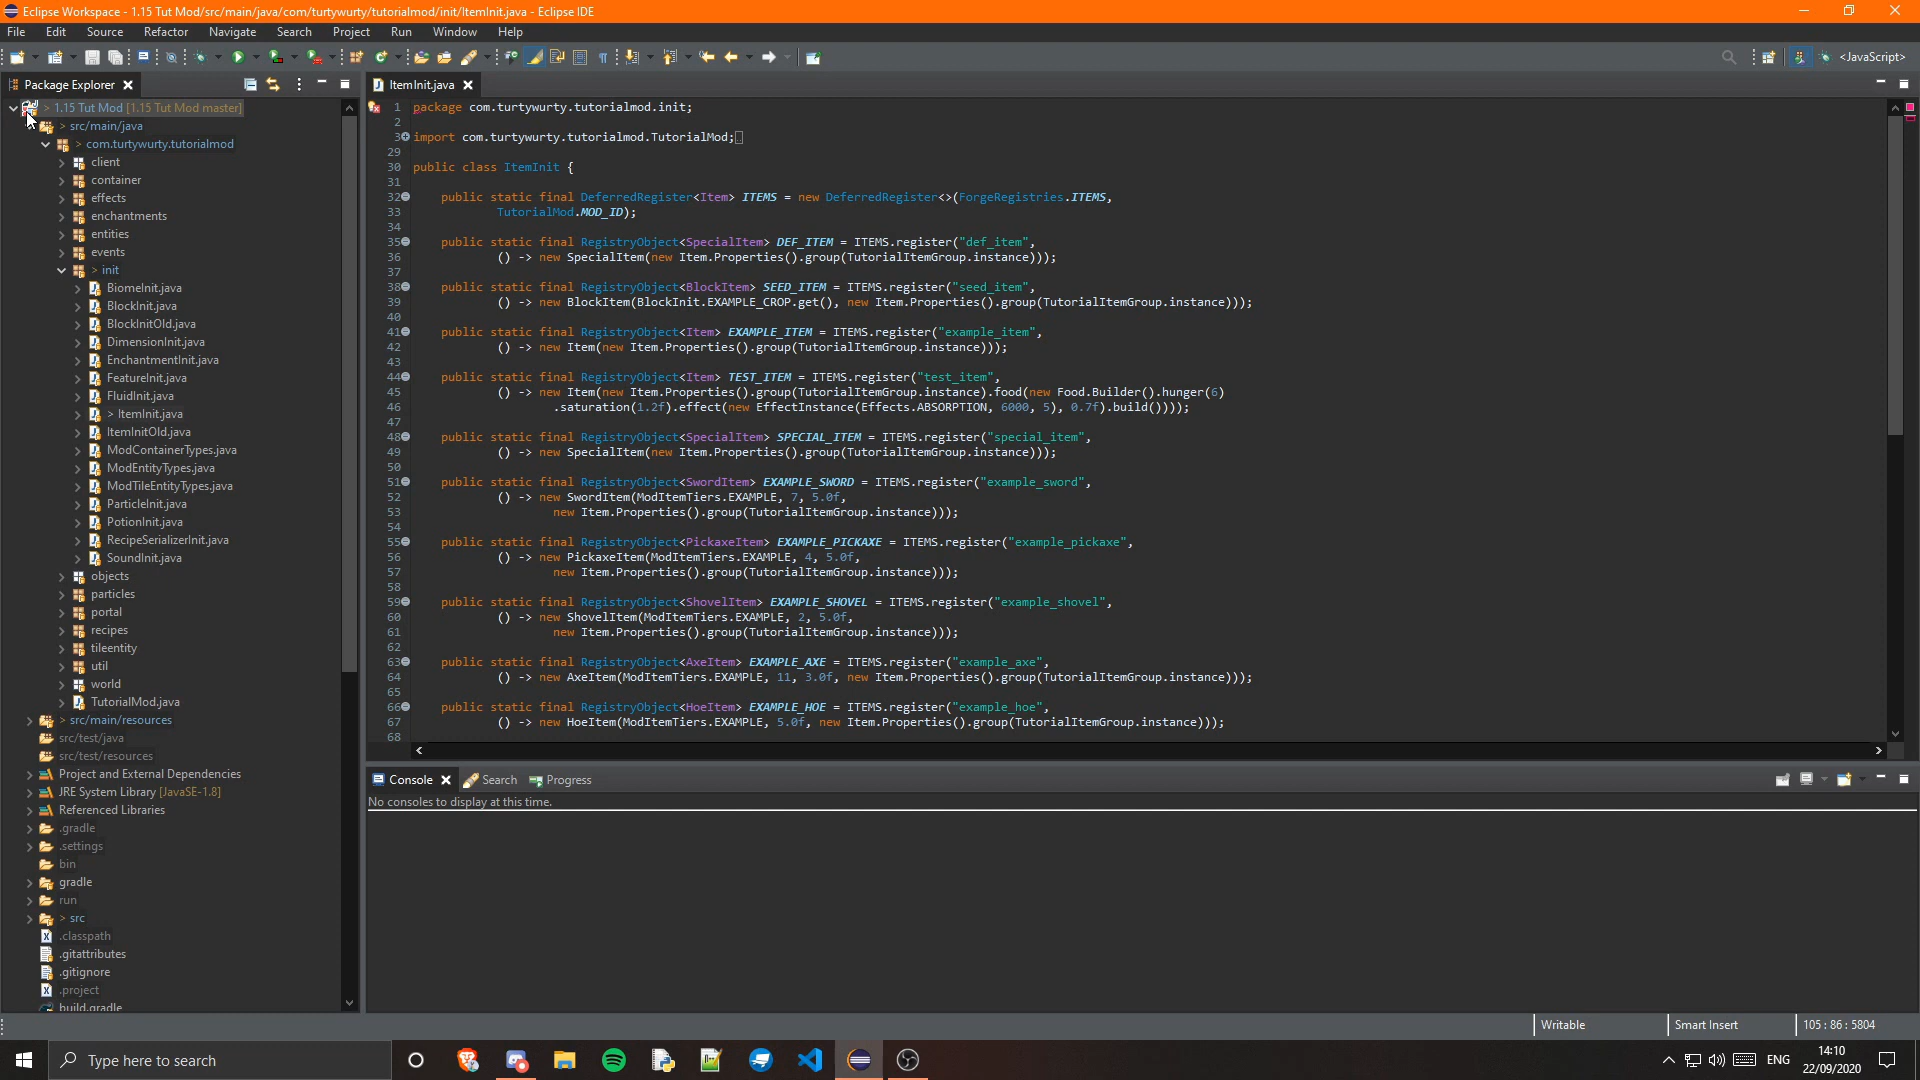 Eclipse Workspace - 1.15 Tut Mod/src/main/java/com/turtywurty/tutorialmod/init/ItemInit.java - Eclipse IDE
File Edit Source Refactor Navigate Search Project Run Window Help
<JavaScript>
Package Explorer
> 1.15 Tut Mod [1.15 Tut Mod master]
> src/main/java
> com.turtywurty.tutorialmod
client
container
effects
enchantments
entities
events
> init
BiomeInit.java
BlockInit.java
BlockInitOld.java
DimensionInit.java
EnchantmentInit.java
FeatureInit.java
FluidInit.java
> ItemInit.java
ItemInitOld.java
ModContainerTypes.java
ModEntityTypes.java
ModTileEntityTypes.java
ParticleInit.java
PotionInit.java
RecipeSerializerInit.java
SoundInit.java
objects
particles
portal
recipes
tileentity
util
world
TutorialMod.java
> src/main/resources
src/test/java
src/test/resources
Project and External Dependencies
JRE System Library [JavaSE-1.8]
Referenced Libraries
.gradle
.settings
bin
gradle
run
> src
.classpath
.gitattributes
.gitignore
.project
build.gradle
ItemInit.java
1 package com.turtywurty.tutorialmod.init;
2
3 import com.turtywurty.tutorialmod.TutorialMod;
29
30 public class ItemInit {
31
32 public static final DeferredRegister<Item> ITEMS = new DeferredRegister<>(ForgeRegistries.ITEMS,
33 TutorialMod.MOD_ID);
34
35 public static final RegistryObject<SpecialItem> DEF_ITEM = ITEMS.register("def_item",
36 () -> new SpecialItem(new Item.Properties().group(TutorialItemGroup.instance)));
37
38 public static final RegistryObject<BlockItem> SEED_ITEM = ITEMS.register("seed_item",
39 () -> new BlockItem(BlockInit.EXAMPLE_CROP.get(), new Item.Properties().group(TutorialItemGroup.instance)));
40
41 public static final RegistryObject<Item> EXAMPLE_ITEM = ITEMS.register("example_item",
42 () -> new Item(new Item.Properties().group(TutorialItemGroup.instance)));
43
44 public static final RegistryObject<Item> TEST_ITEM = ITEMS.register("test_item",
45 () -> new Item(new Item.Properties().group(TutorialItemGroup.instance).food(new Food.Builder().hunger(6)
46 .saturation(1.2f).effect(new EffectInstance(Effects.ABSORPTION, 6000, 5), 0.7f).build())));
47
48 public static final RegistryObject<SpecialItem> SPECIAL_ITEM = ITEMS.register("special_item",
49 () -> new SpecialItem(new Item.Properties().group(TutorialItemGroup.instance)));
50
51 public static final RegistryObject<SwordItem> EXAMPLE_SWORD = ITEMS.register("example_sword",
52 () -> new SwordItem(ModItemTiers.EXAMPLE, 7, 5.0f,
53 new Item.Properties().group(TutorialItemGroup.instance)));
54
55 public static final RegistryObject<PickaxeItem> EXAMPLE_PICKAXE = ITEMS.register("example_pickaxe",
56 () -> new PickaxeItem(ModItemTiers.EXAMPLE, 4, 5.0f,
57 new Item.Properties().group(TutorialItemGroup.instance)));
58
59 public static final RegistryObject<ShovelItem> EXAMPLE_SHOVEL = ITEMS.register("example_shovel",
60 () -> new ShovelItem(ModItemTiers.EXAMPLE, 2, 5.0f,
61 new Item.Properties().group(TutorialItemGroup.instance)));
62
63 public static final RegistryObject<AxeItem> EXAMPLE_AXE = ITEMS.register("example_axe",
64 () -> new AxeItem(ModItemTiers.EXAMPLE, 11, 3.0f, new Item.Properties().group(TutorialItemGroup.instance)));
65
66 public static final RegistryObject<HoeItem> EXAMPLE_HOE = ITEMS.register("example_hoe",
67 () -> new HoeItem(ModItemTiers.EXAMPLE, 5.0f, new Item.Properties().group(TutorialItemGroup.instance)));
68
Console Search Progress
No consoles to display at this time.
Writable Smart Insert 105 : 86 : 5804
Type here to search
ENG
14:10
22/09/2020